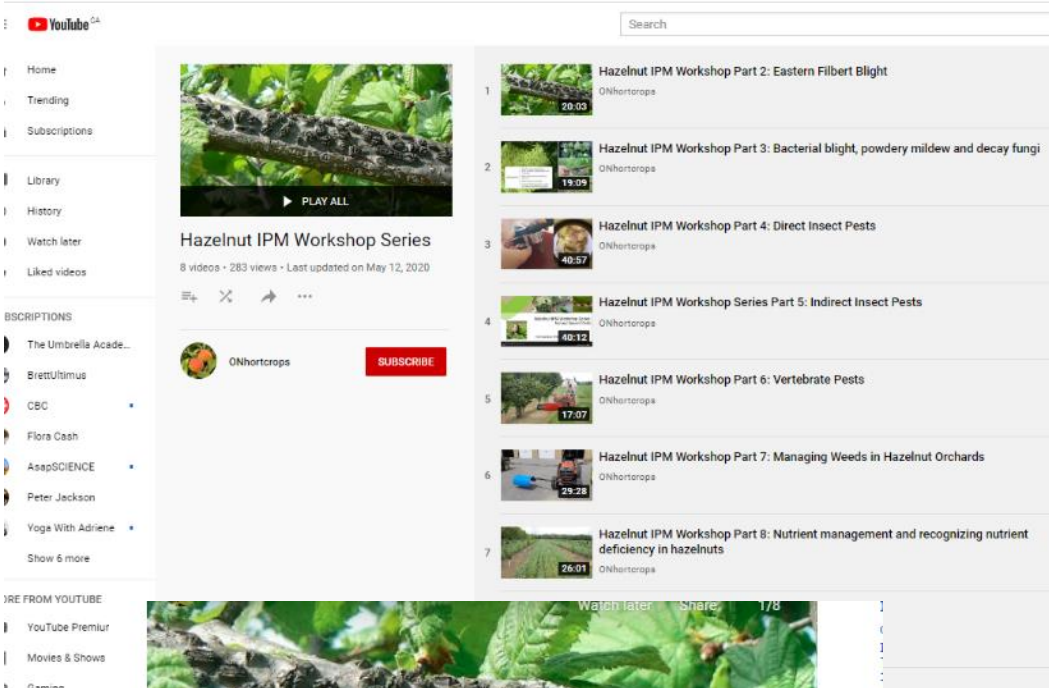 YouTube CA
Search
Home
Trending
Subscriptions
Library
History
Watch later
Liked videos
BSCRIPTIONS
The Umbrella Acade...
BrettUltimus
CBC
Flora Cash
AsapSCIENCE
Peter Jackson
Yoga With Adriene
Show 6 more
ORE FROM YOUTUBE
YouTube Premiur
Movies & Shows
Gaming
PLAY ALL
Hazelnut IPM Workshop Series
8 videos • 283 views • Last updated on May 12, 2020
ONhortcrops
SUBSCRIBE
1
20:03
Hazelnut IPM Workshop Part 2: Eastern Filbert Blight
ONhortcrops
2
19:09
Hazelnut IPM Workshop Part 3: Bacterial blight, powdery mildew and decay fungi
ONhortcrops
3
40:57
Hazelnut IPM Workshop Part 4: Direct Insect Pests
ONhortcrops
4
40:12
Hazelnut IPM Workshop Series Part 5: Indirect Insect Pests
ONhortcrops
5
17:07
Hazelnut IPM Workshop Part 6: Vertebrate Pests
ONhortcrops
6
29:28
Hazelnut IPM Workshop Part 7: Managing Weeds in Hazelnut Orchards
ONhortcrops
7
26:01
Hazelnut IPM Workshop Part 8: Nutrient management and recognizing nutrient
deficiency in hazelnuts
ONhortcrops
Watch later Share 1/8